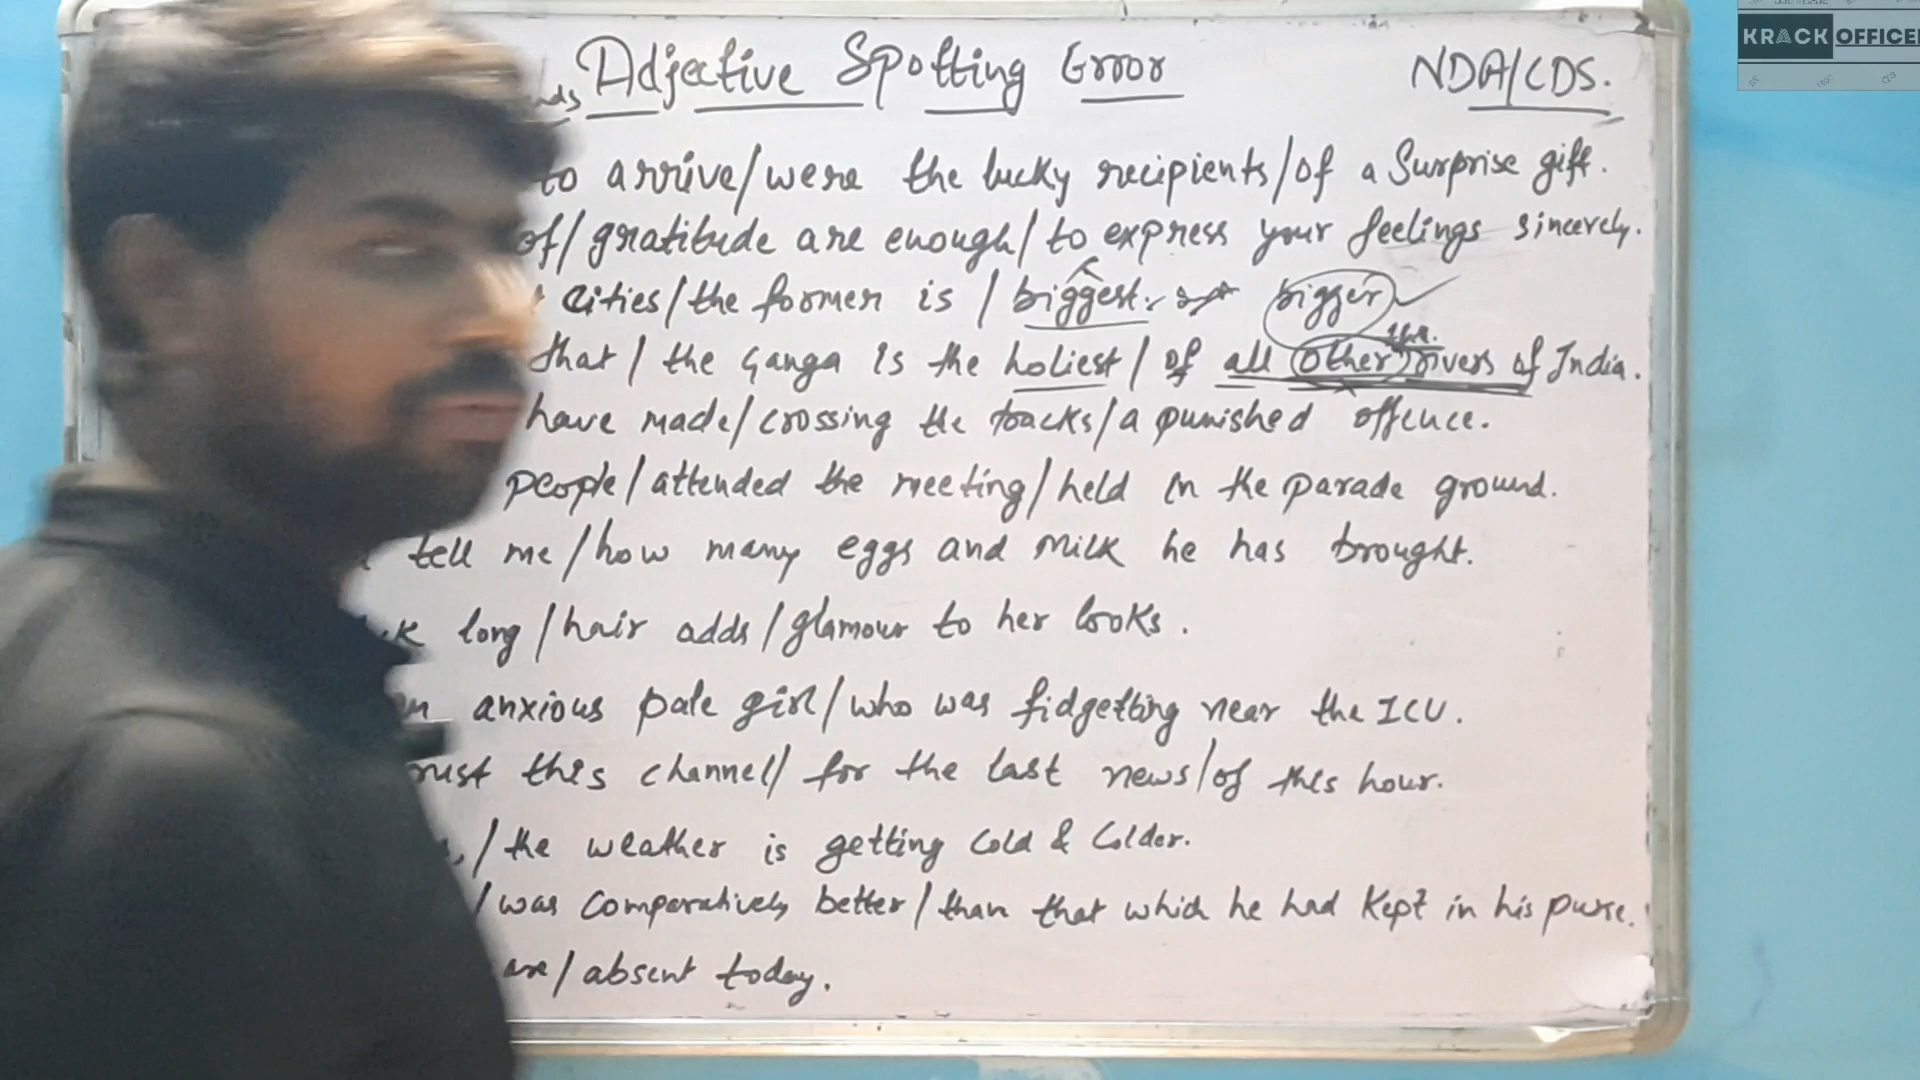 Adjective Spotting Error NDA/CDS.
KRACK OFFICER
to arrive/were the lucky recipients/of a Surprise gift.
of/ gratitude are enough/ to express your feelings sincerely.
cities/the former is / biggest. bigger
that / the Ganga is the holiest / of all other rivers of India.
the
have made/crossing the tracks/a punished offence.
people/attended the meeting/held in the parade ground.
tell me/how many eggs and milk he has brought.
long/hair adds/glamour to her looks.
anxious pale girl/who was fidgetting near the ICU.
this channel/ for the last news/of this hour.
/the weather is getting cold & colder.
/was comparatively better/than that which he had kept in his purse.
are/absent today.